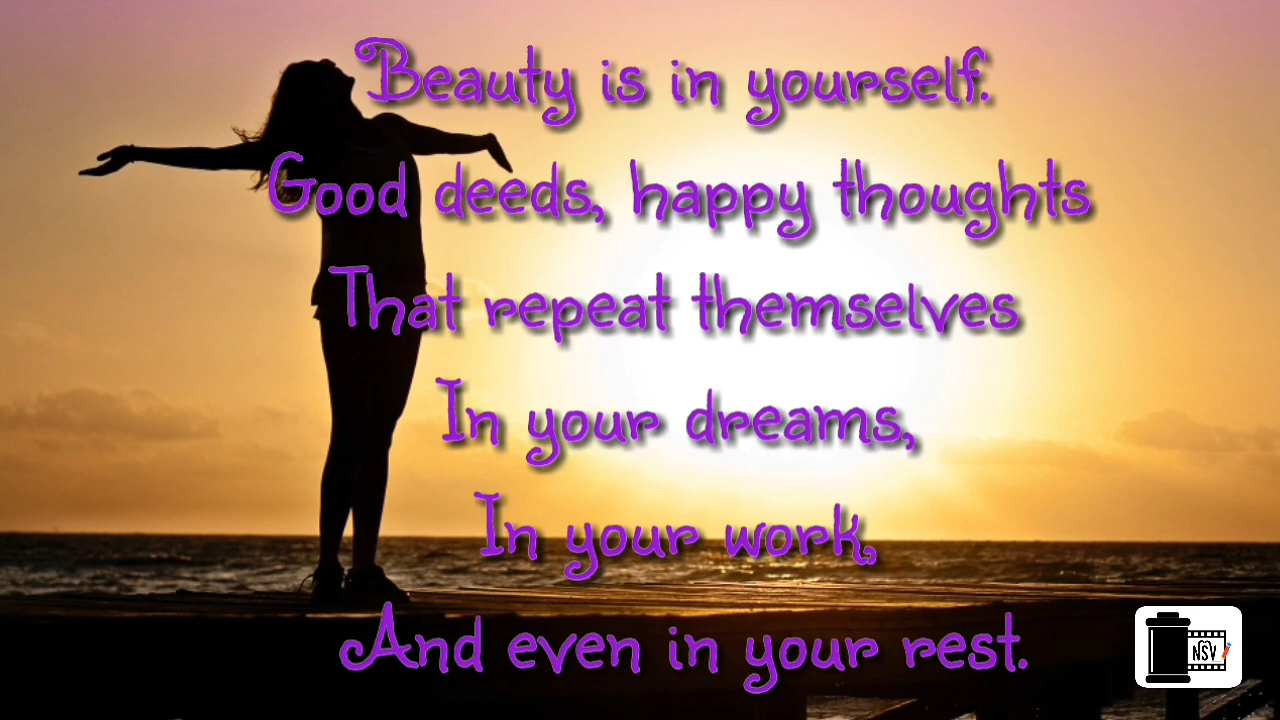 Beauty is in yourself.
Good deeds, happy thoughts
That repeat themselves
In your dreams,
In your work,
And even in your rest.
NSV